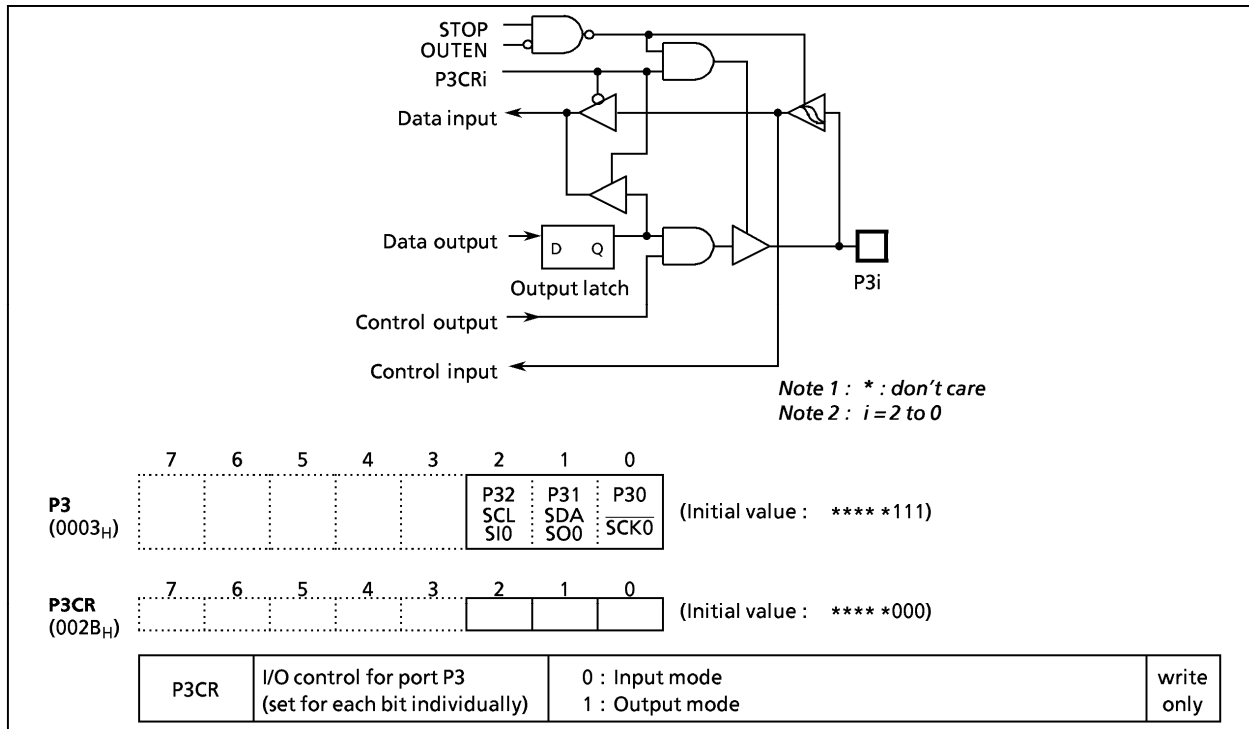 STOP
OUTEN
P3CRi
Data input
Data output
D Q
Output latch
P3i
Control output
Control input
Note 1 : * : don't care
Note 2 : i = 2 to 0
7 6 5 4 3 2 1 0
P3
(0003H)
P32 P31 P30
SCL SDA SCK0
SI0 SO0
(Initial value : **** *111)
7 6 5 4 3 2 1 0
P3CR
(002BH)
(Initial value : **** *000)
P3CR
I/O control for port P3
(set for each bit individually)
0 : Input mode
1 : Output mode
write
only